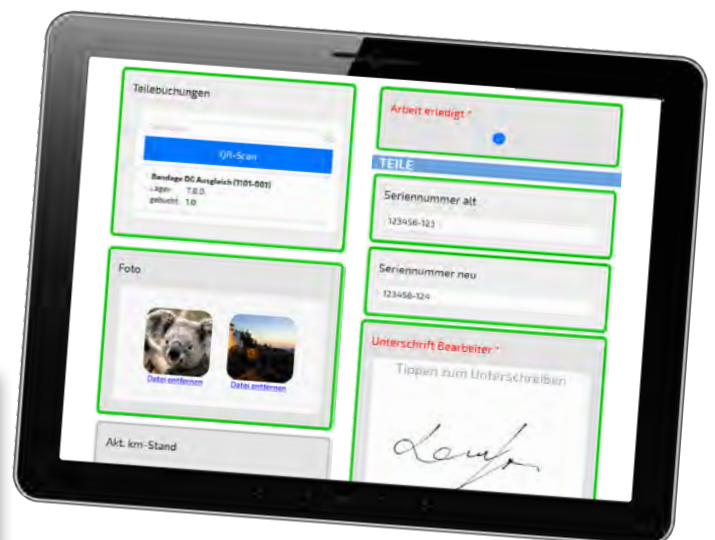 Teilebuchungen
QR-Scan
Bandage DG Ausgleich (1101-001)
Lager T.B.D.
gebucht 1.0
Foto
Datei entfernen
Datei entfernen
Akt. km-Stand
Arbeit erledigt *
TEILE
Seriennummer alt
123456-123
Seriennummer neu
123456-124
Unterschrift Bearbeiter *
Tippen zum Unterschreiben